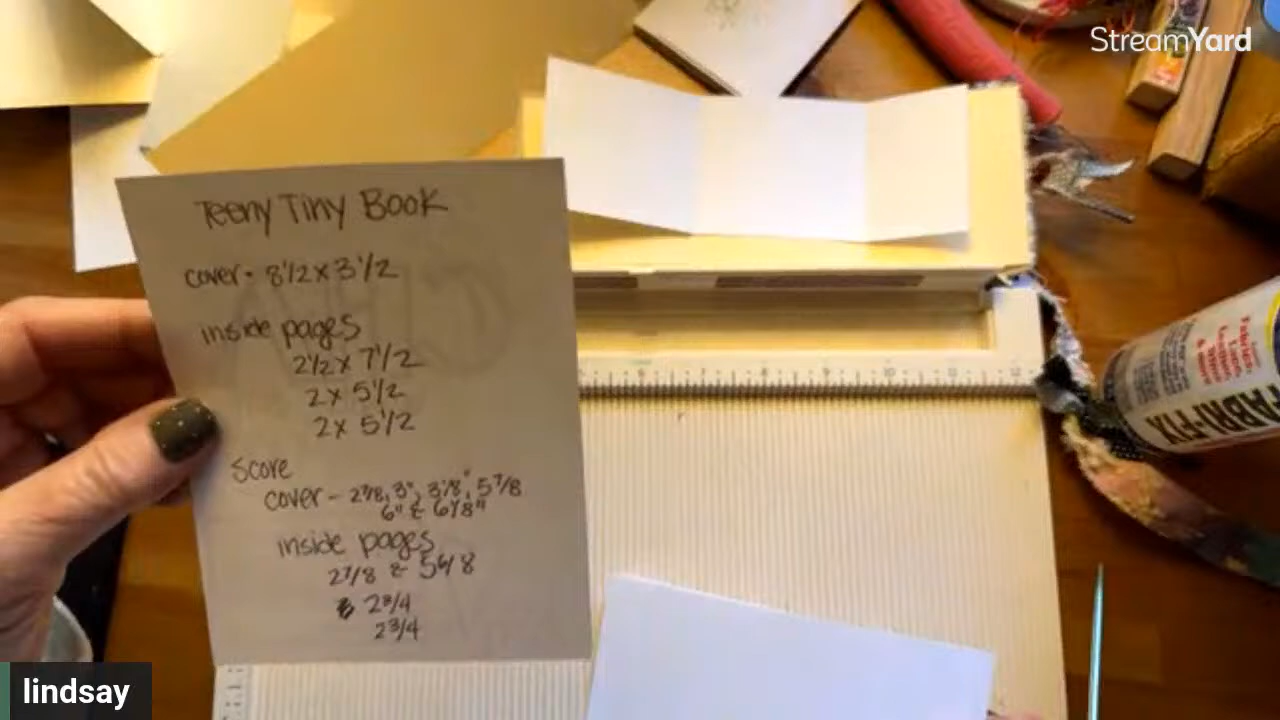 StreamYard
Teeny Tiny Book
cover - 8 1/2 x 3 1/2
inside pages
2 1/2 x 7 1/2
2 x 5 1/2
2 x 5 1/2
Score
cover - 2 7/8, 3", 3 1/8", 5 7/8
6" & 6 1/8"
inside pages
2 7/8 & 5 6/8
2 3/4
2 3/4
FABRI-FIX
Fabrics,
lindsay